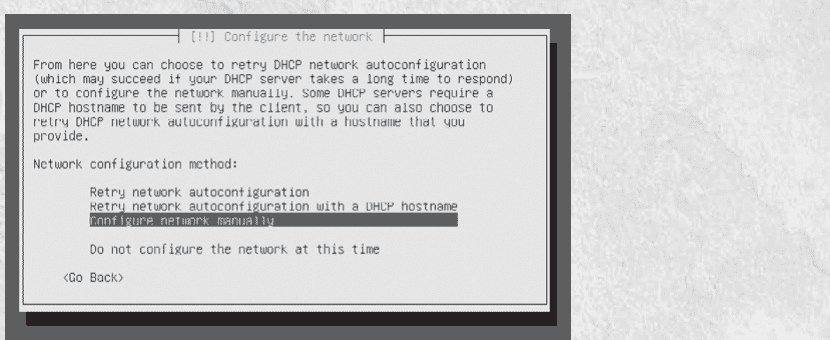 [!!] Configure the network
From here you can choose to retry DHCP network autoconfiguration
(which may succeed if your DHCP server takes a long time to respond)
or to configure the network manually. Some DHCP servers require a
DHCP hostname to be sent by the client, so you can also choose to
retry DHCP network autoconfiguration with a hostname that you
provide.
Network configuration method:
Retry network autoconfiguration
Retry network autoconfiguration with a DHCP hostname
Configure network manually
Do not configure the network at this time
<Go Back>